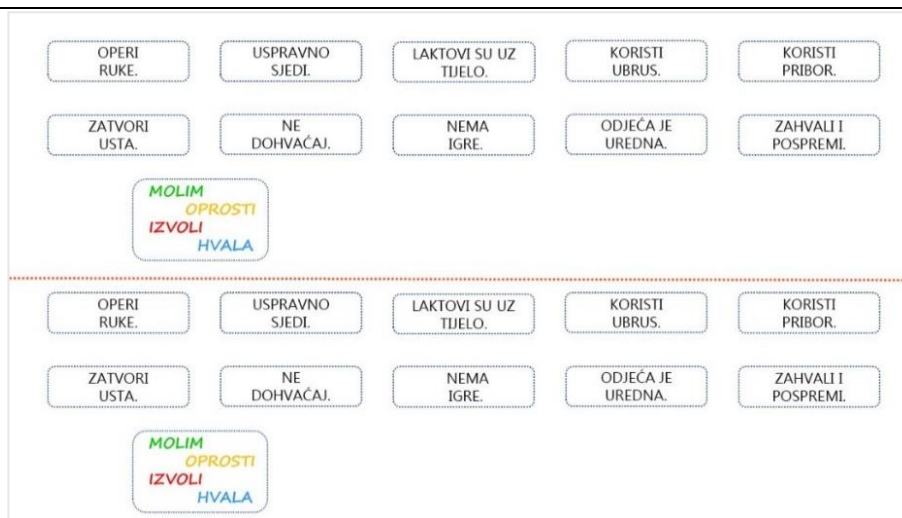 OPERI
RUKE.
USPRAVNO
SJEDI.
LAKTOVI SU UZ
TIJELO.
KORISTI
UBRUS.
KORISTI
PRIBOR.
ZATVORI
USTA.
NE
DOHVAĆAJ.
NEMA
IGRE.
ODJEĆA JE
UREDNA.
ZAHVALI I
POSPREMI.
MOLIM
OPROSTI
IZVOLI
HVALA
OPERI
RUKE.
USPRAVNO
SJEDI.
LAKTOVI SU UZ
TIJELO.
KORISTI
UBRUS.
KORISTI
PRIBOR.
ZATVORI
USTA.
NE
DOHVAĆAJ.
NEMA
IGRE.
ODJEĆA JE
UREDNA.
ZAHVALI I
POSPREMI.
MOLIM
OPROSTI
IZVOLI
HVALA